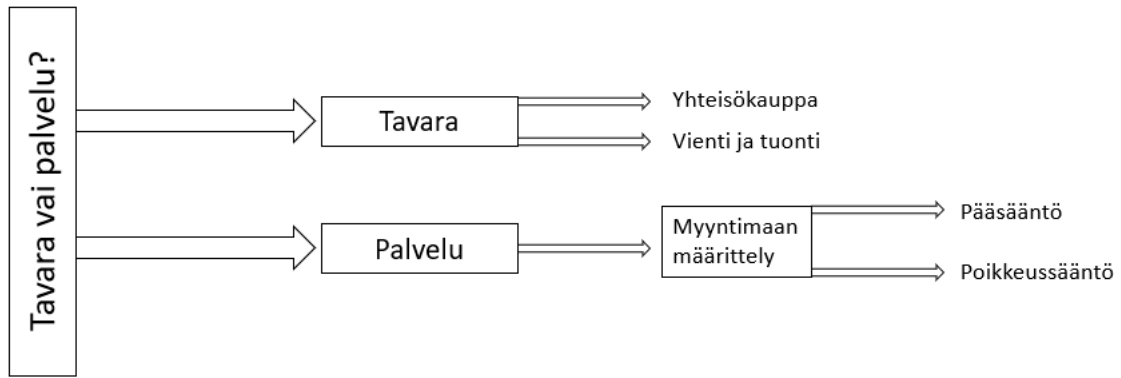 Tavara vai palvelu?
Tavara
Yhteisökauppa
Vienti ja tuonti
Palvelu
Myyntimaan
määrittely
Pääsääntö
Poikkeussääntö